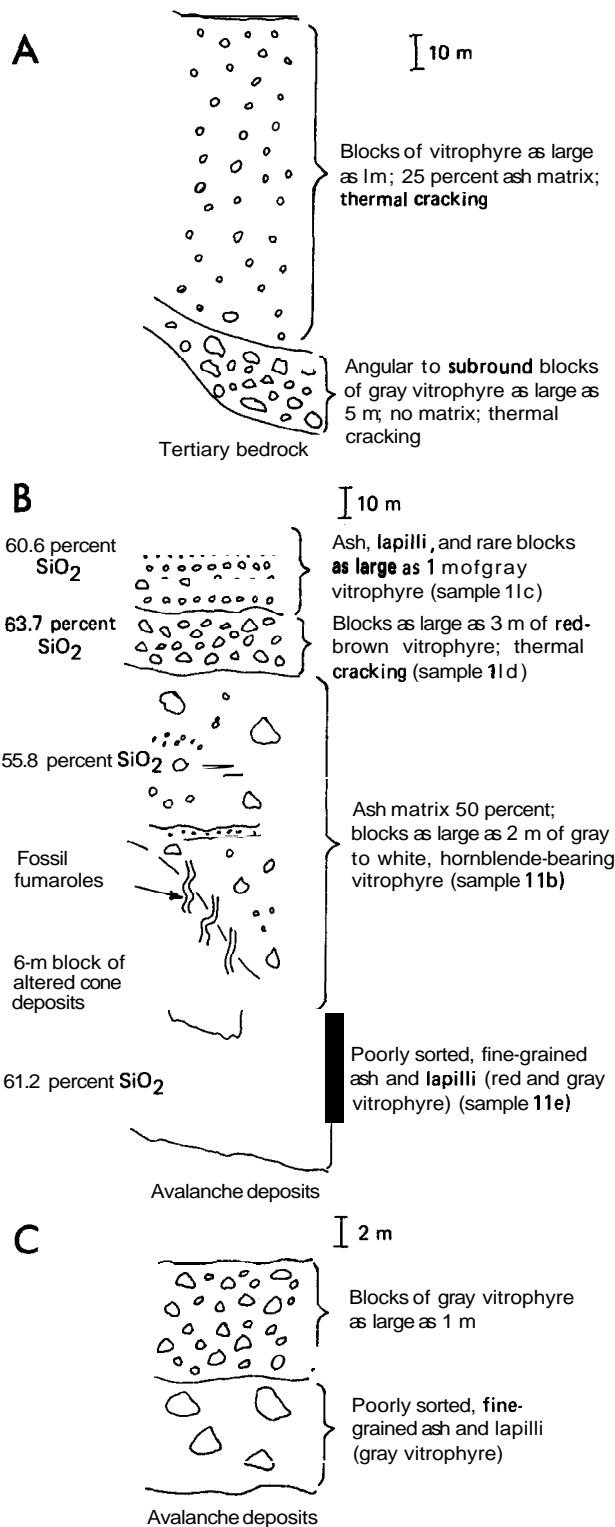 A
10 m
Blocks of vitrophyre as large
as lm; 25 percent ash matrix;
thermal cracking
Angular to subround blocks
of gray vitrophyre as large as
5 m; no matrix; thermal
cracking
Tertiary bedrock
B
10 m
60.6 percent
SiO2
Ash, lapilli, and rare blocks
as large as 1 mofgray
vitrophyre (sample 1lc)
63.7 percent
SiO2
Blocks as large as 3 m of red-
brown vitrophyre; thermal
cracking (sample 1ld)
55.8 percent SiO2
Ash matrix 50 percent;
blocks as large as 2 m of gray
to white, hornblende-bearing
vitrophyre (sample 11b)
Fossil
fumaroles
6-m block of
altered cone
deposits
61.2 percent SiO2
Poorly sorted, fine-grained
ash and lapilli (red and gray
vitrophyre) (sample 11e)
Avalanche deposits
C
2 m
Blocks of gray vitrophyre
as large as 1 m
Poorly sorted, fine-
grained ash and lapilli
(gray vitrophyre)
Avalanche deposits